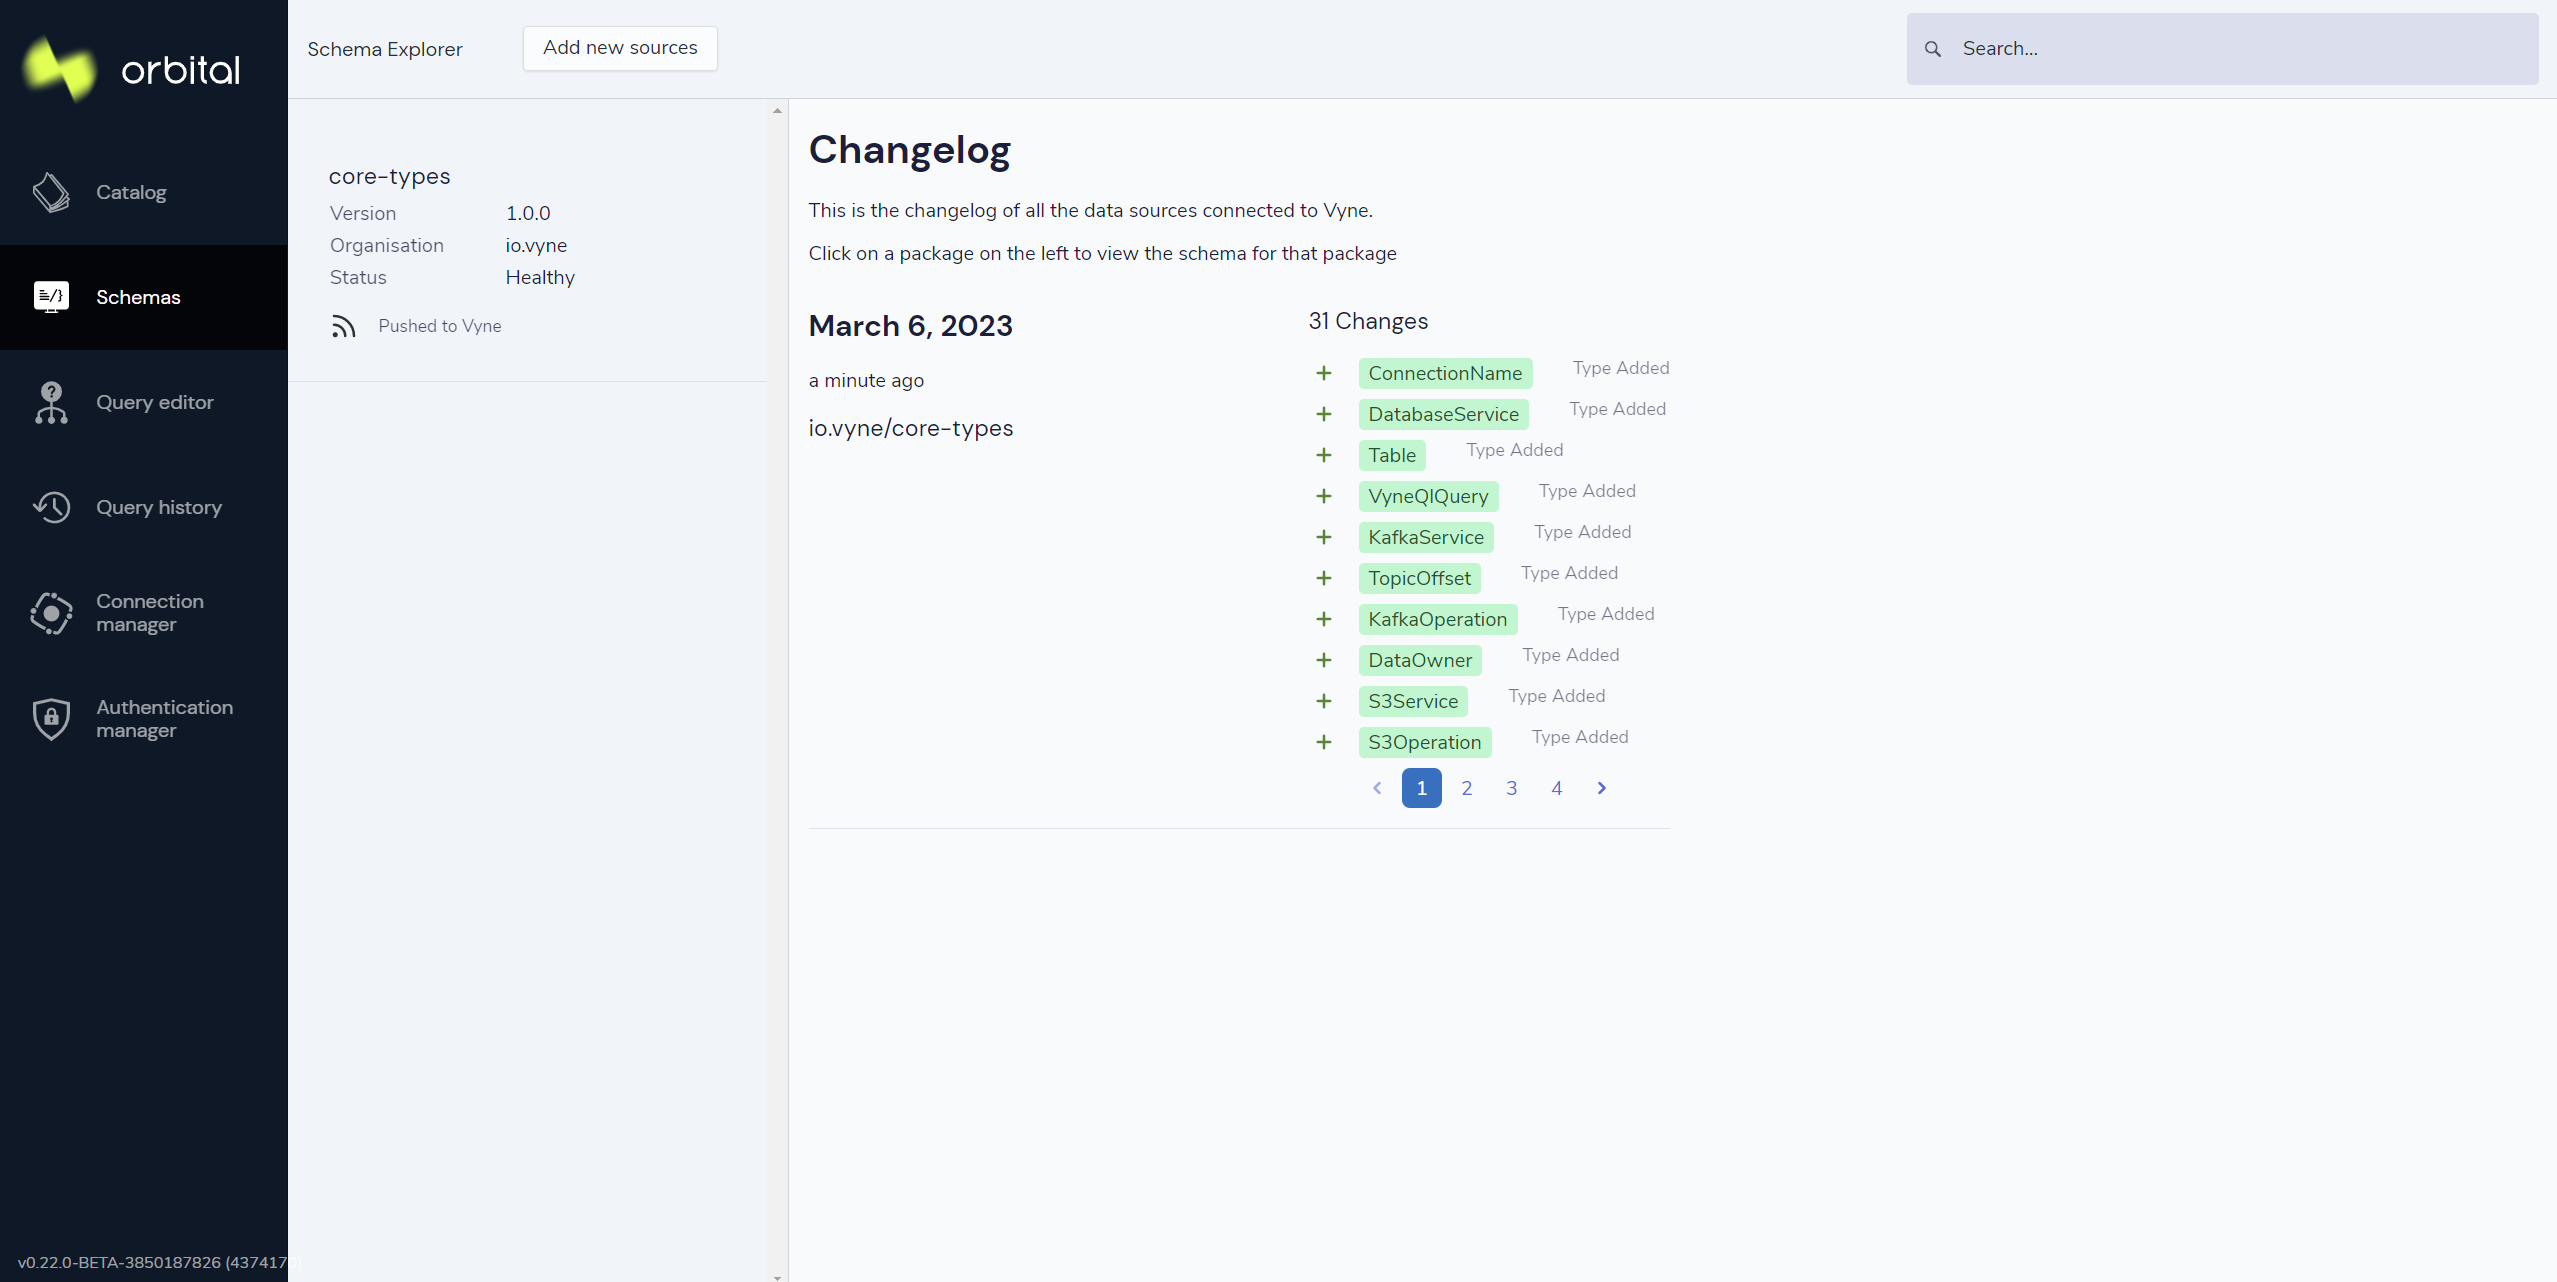 orbital
Schema Explorer
Add new sources
Search...
Catalog
Schemas
Query editor
Query history
Connection
manager
Authentication
manager
v0.22.0-BETA-3850187826 (437417
core-types
Version 1.0.0
Organisation io.vyne
Status Healthy
Pushed to Vyne
Changelog
This is the changelog of all the data sources connected to Vyne.
Click on a package on the left to view the schema for that package
March 6, 2023
a minute ago
io.vyne/core-types
31 Changes
+ ConnectionName Type Added
+ DatabaseService Type Added
+ Table Type Added
+ VyneQlQuery Type Added
+ KafkaService Type Added
+ TopicOffset Type Added
+ KafkaOperation Type Added
+ DataOwner Type Added
+ S3Service Type Added
+ S3Operation Type Added
1 2 3 4